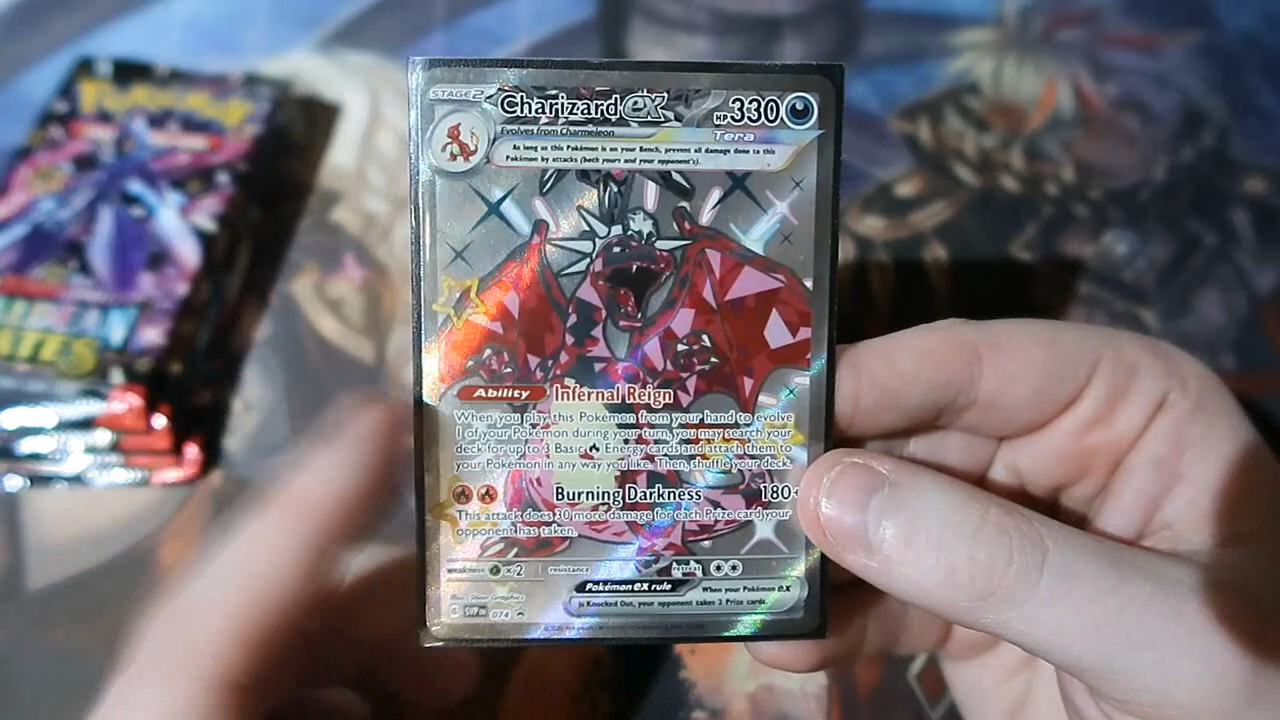 Pokémon
STAGE2
Charizard ex
HP330
Evolves from Charmeleon
Tera
As long as this Pokémon is on your Bench, prevent all damage done to this
Pokémon by attacks (both yours and your opponent's).
Ability Infernal Reign
When you play this Pokémon from your hand to evolve
1 of your Pokémon during your turn, you may search your
deck for up to 3 Basic Energy cards and attach them to
your Pokémon in any way you like. Then, shuffle your deck.
Burning Darkness 180+
This attack does 30 more damage for each Prize card your
opponent has taken.
weakness ×2 resistance retreat
Pokémon ex rule
When your Pokémon ex
is Knocked Out, your opponent takes 2 Prize cards.
SVP EN 074